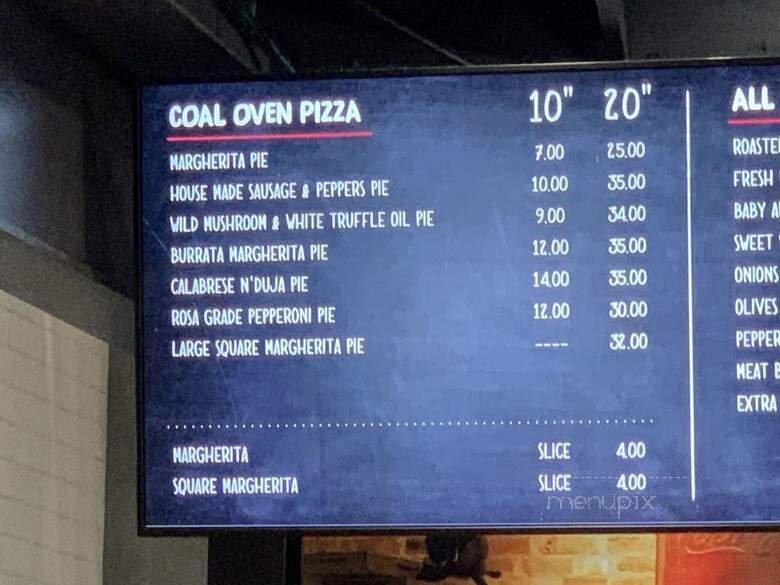 COAL OVEN PIZZA 10" 20"
MARGHERITA PIE 7.00 25.00
HOUSE MADE SAUSAGE & PEPPERS PIE 10.00 35.00
WILD MUSHROOM & WHITE TRUFFLE OIL PIE 9.00 34.00
BURRATA MARGHERITA PIE 12.00 35.00
CALABRESE N'DUJA PIE 14.00 35.00
ROSA GRADE PEPPERONI PIE 12.00 30.00
LARGE SQUARE MARGHERITA PIE ---- 32.00
MARGHERITA SLICE 4.00
SQUARE MARGHERITA SLICE 4.00
ALL
ROASTE
FRESH
BABY A
SWEET
ONIONS
OLIVES
PEPPER
MEAT B
EXTRA
menupix